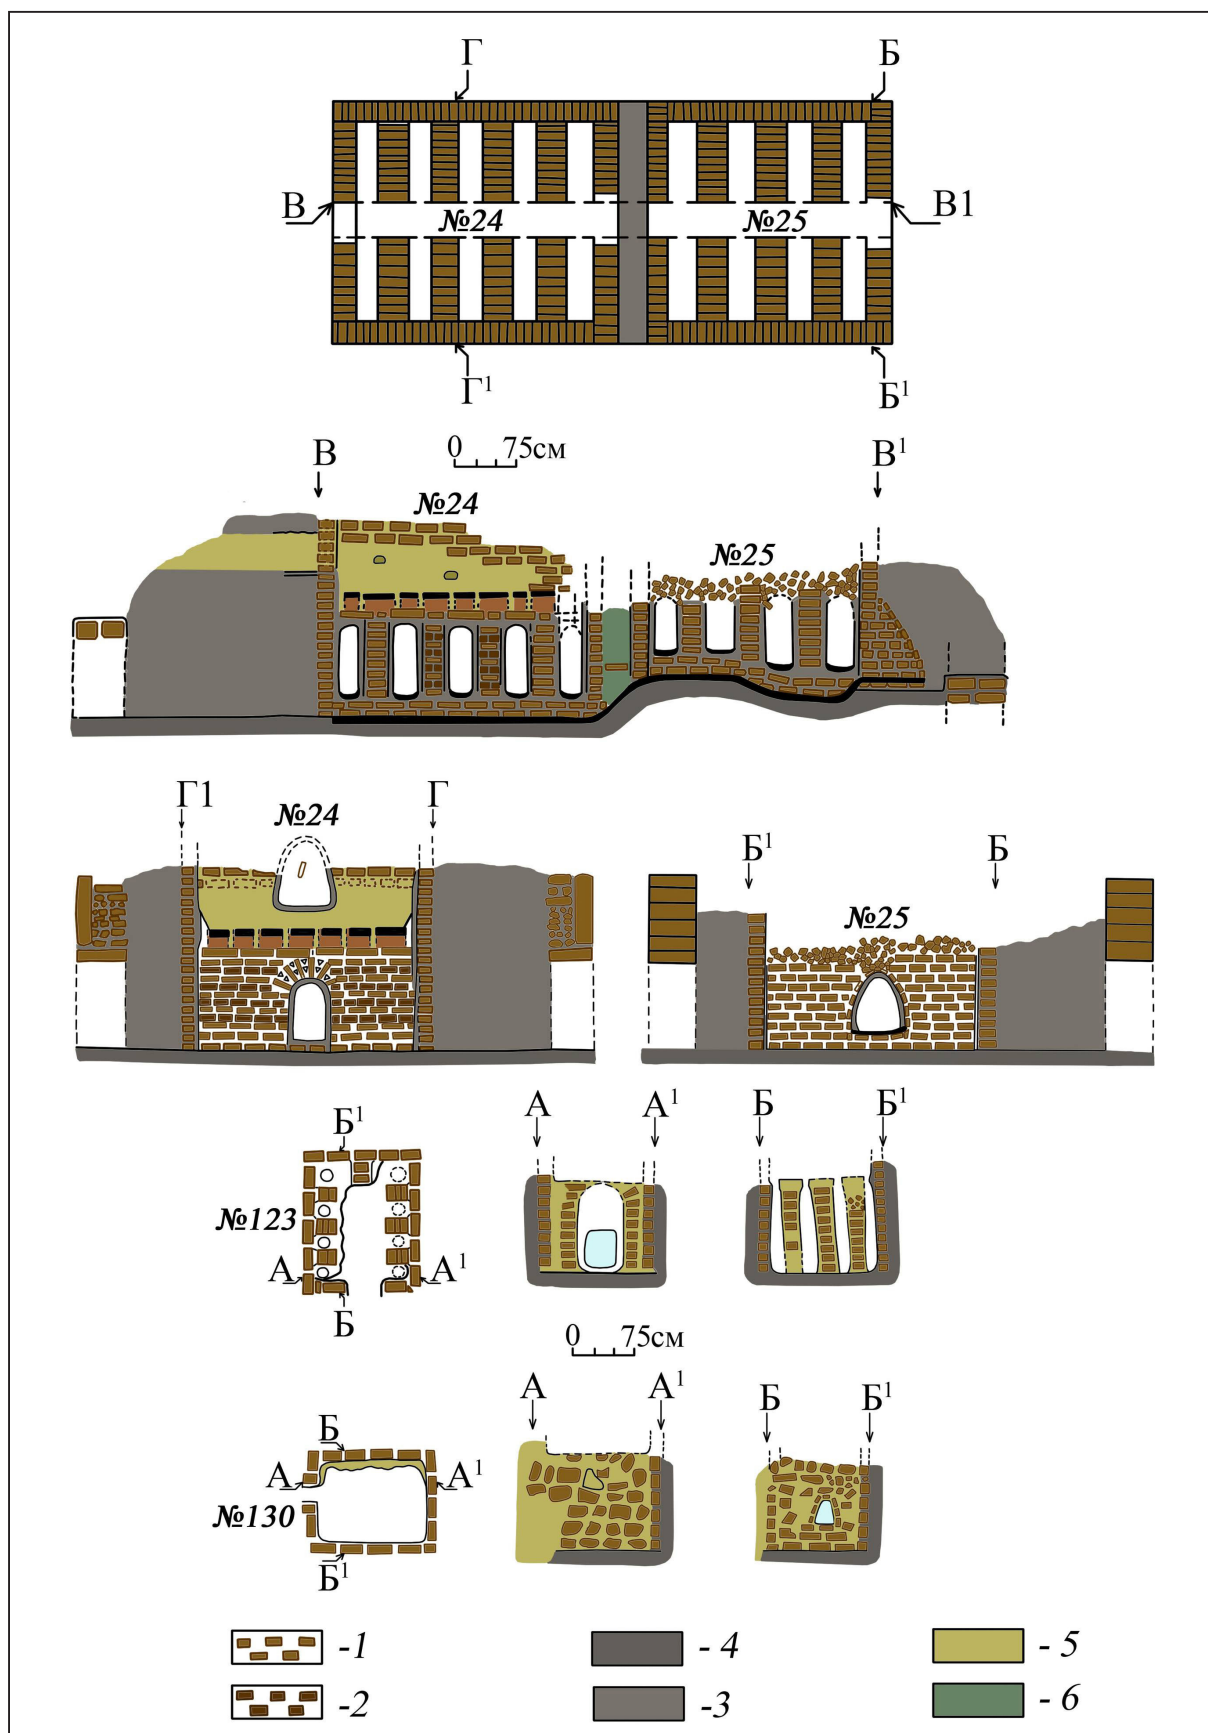 Г Б
В №24 №25 В1
Г¹ Б¹
0 75см
В В¹
№24
№25
Г1 Г
№24
Б¹ Б
№25
Б¹ А А¹ Б Б¹
№123
А А¹
Б
0 75см
А А¹ Б Б¹
Б
А А¹
№130
Б¹
-1 - 4 - 5
-2 -3 - 6